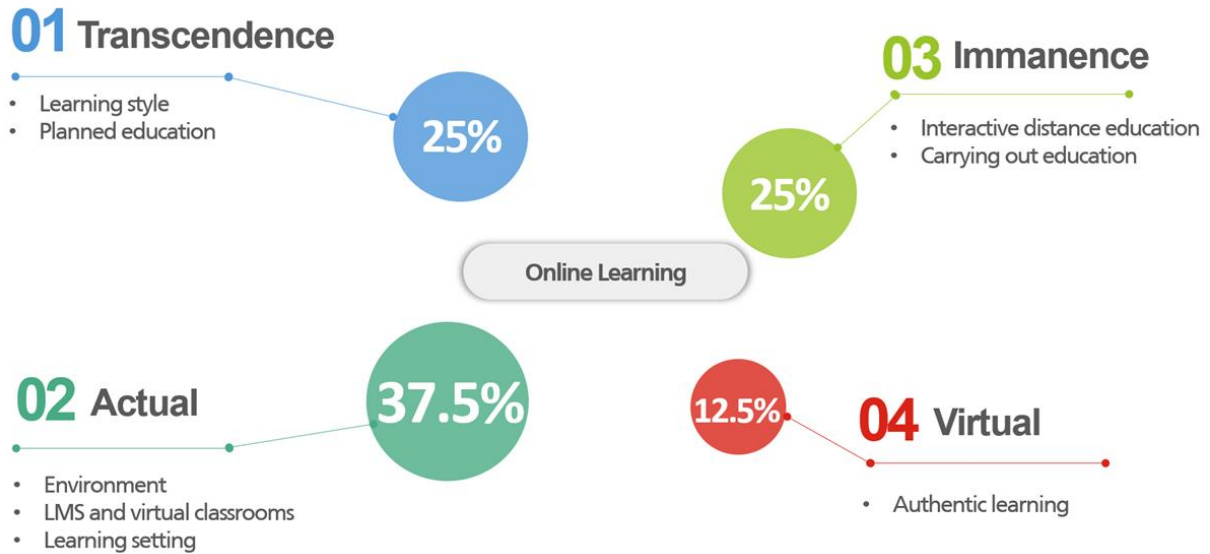 01 Transcendence
• Learning style
• Planned education
25%
03 Immanence
• Interactive distance education
• Carrying out education
25%
Online Learning
02 Actual
37.5%
• Environment
• LMS and virtual classrooms
• Learning setting
12.5%
04 Virtual
• Authentic learning